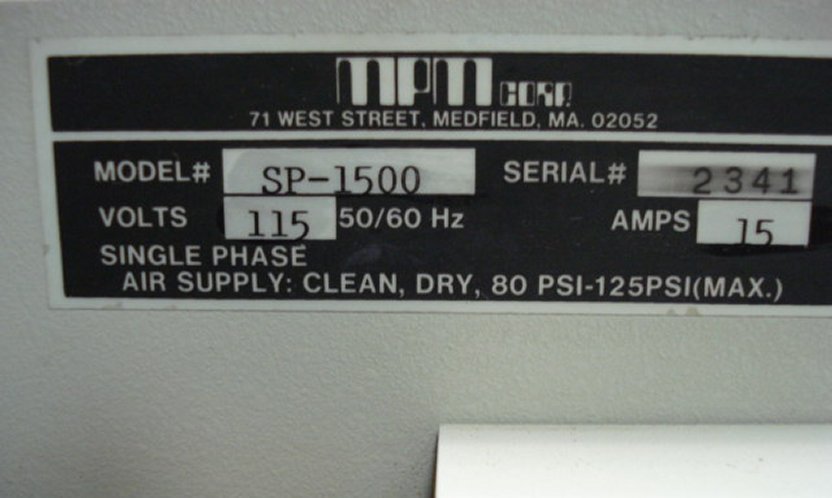 MPM CORP.
71 WEST STREET, MEDFIELD, MA. 02052
MODEL# SP-1500 SERIAL# 2341
VOLTS 115 50/60 Hz AMPS 15
SINGLE PHASE
AIR SUPPLY: CLEAN, DRY, 80 PSI-125PSI(MAX.)